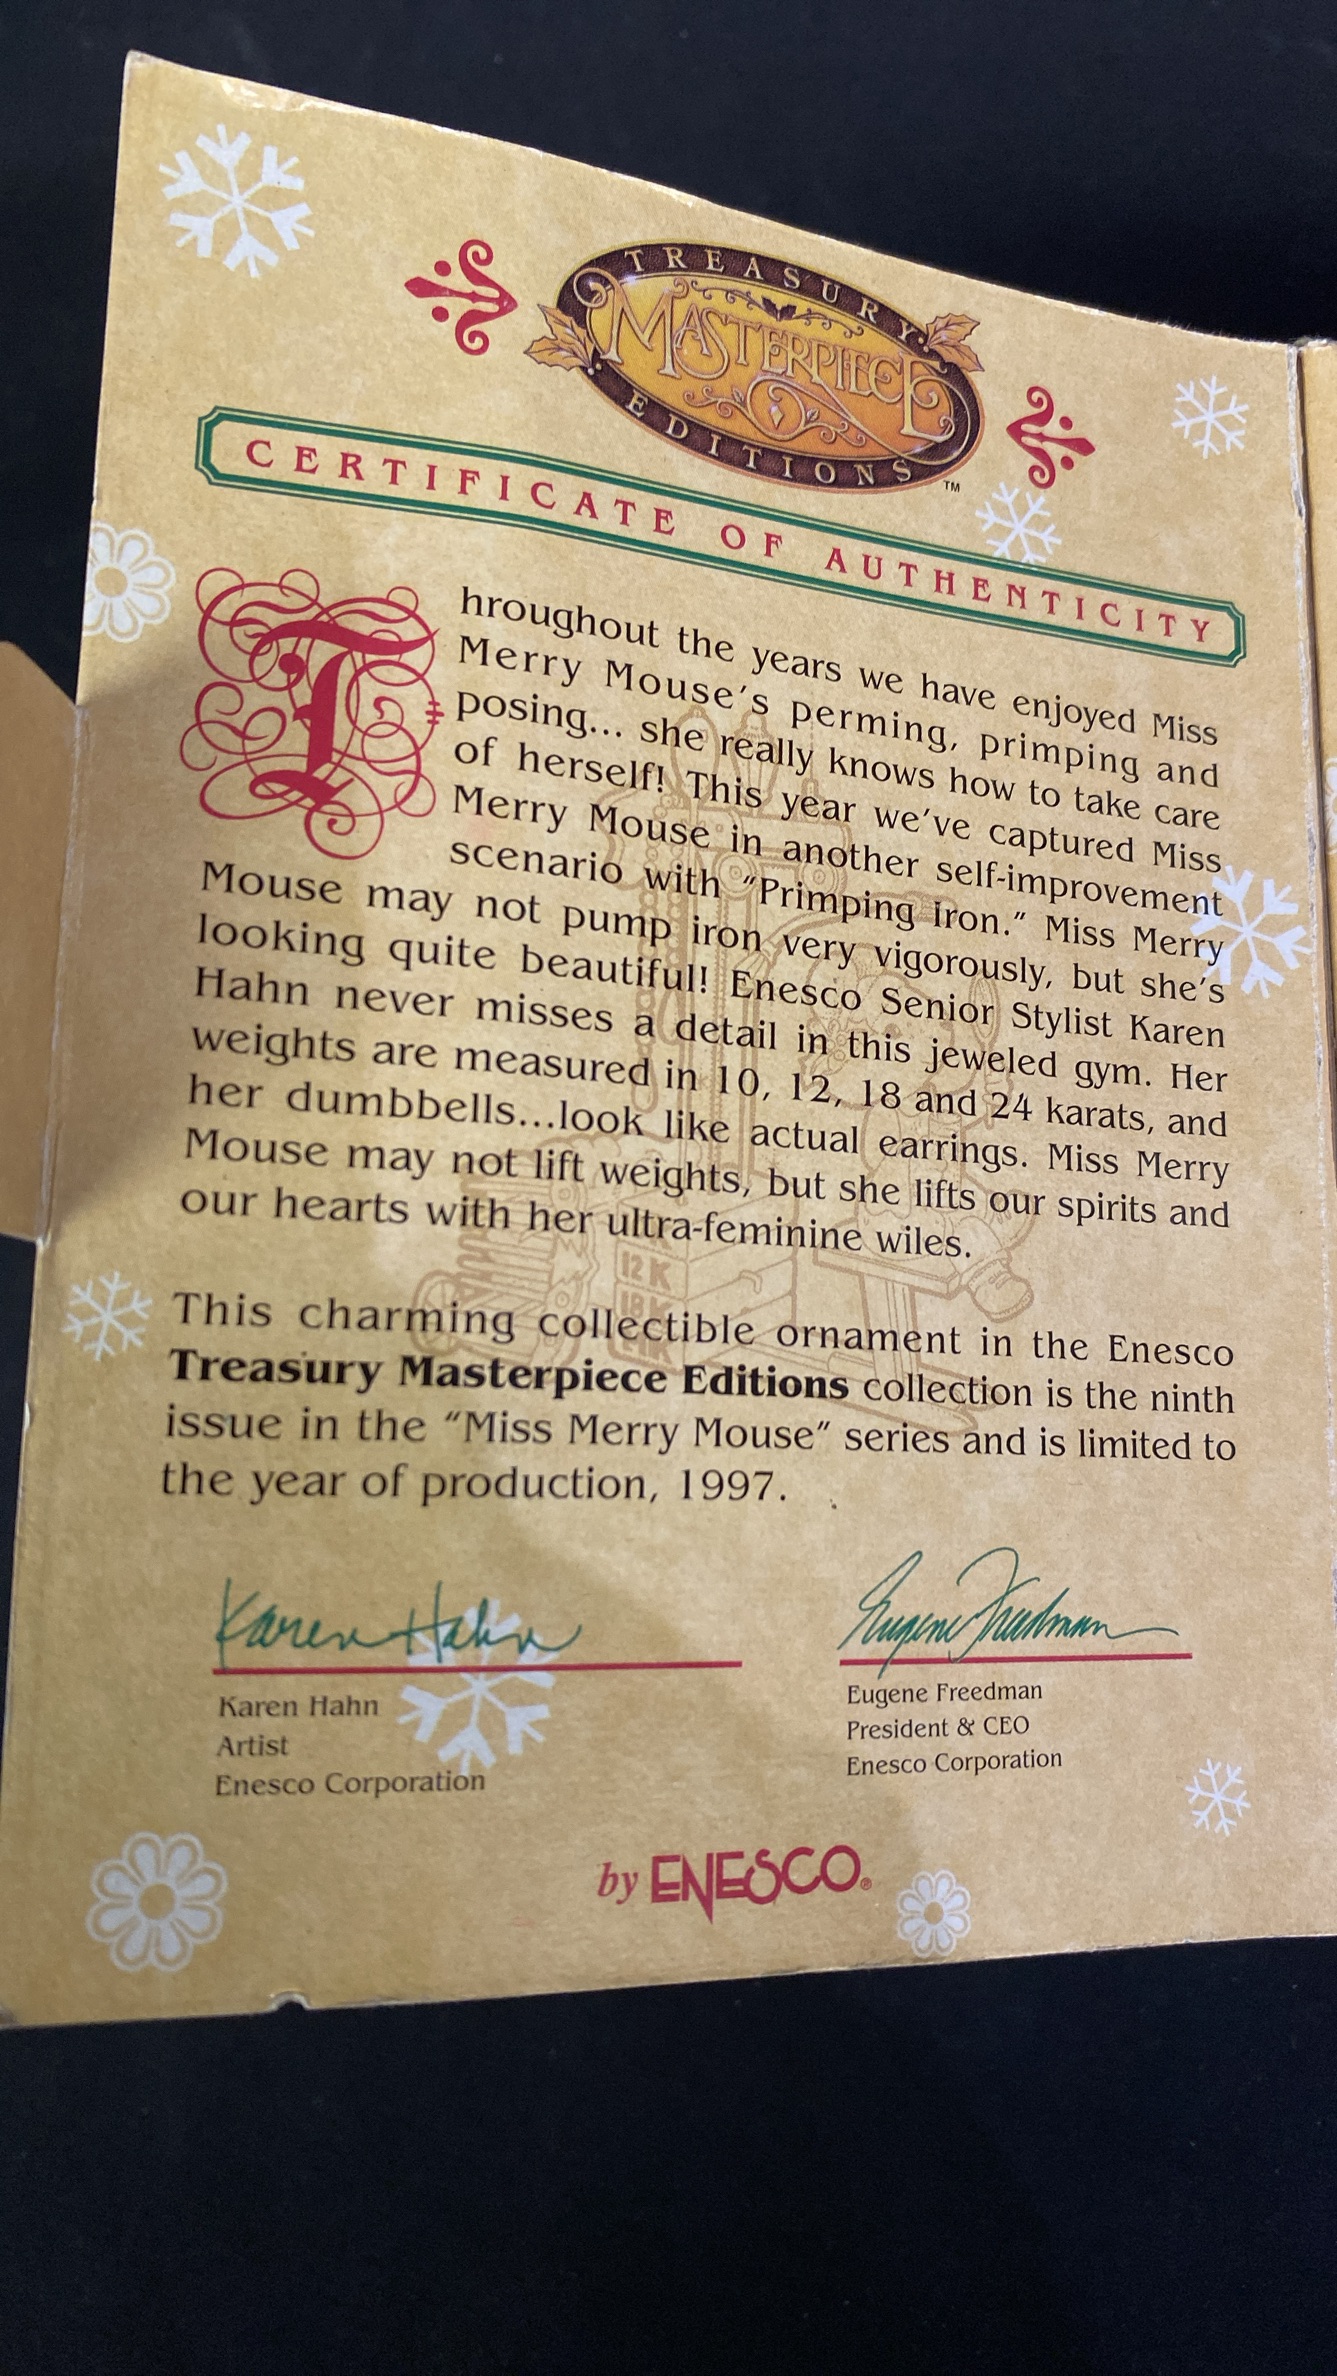 TREASURY
MASTERPIECE
EDITIONS
™
CERTIFICATE OF AUTHENTICITY
Throughout the years we have enjoyed Miss
Merry Mouse's perming, primping and
posing... she really knows how to take care
of herself! This year we've captured Miss
Merry Mouse in another self-improvement
scenario with "Primping Iron." Miss Merry
Mouse may not pump iron very vigorously, but she's
looking quite beautiful! Enesco Senior Stylist Karen
Hahn never misses a detail in this jeweled gym. Her
weights are measured in 10, 12, 18 and 24 karats, and
her dumbbells...look like actual earrings. Miss Merry
Mouse may not lift weights, but she lifts our spirits and
our hearts with her ultra-feminine wiles.
12 K
18 K
This charming collectible ornament in the Enesco
Treasury Masterpiece Editions collection is the ninth
issue in the "Miss Merry Mouse" series and is limited to
the year of production, 1997.
Karen Hahn
Eugene Freedman
Karen Hahn
Artist
Enesco Corporation
Eugene Freedman
President & CEO
Enesco Corporation
by ENESCO®